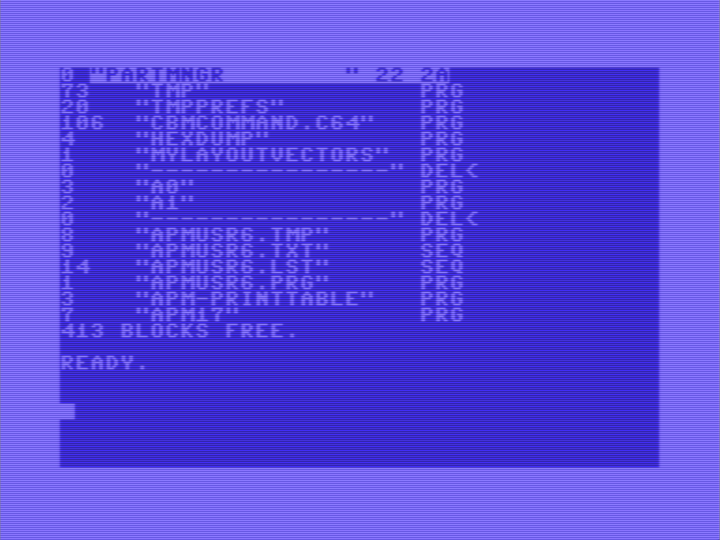 0 "PARTMNGR        " 22 2A
73   "TMP"              PRG
20   "TMPPREFS"         PRG
106  "CBMCOMMAND.C64"   PRG
4    "HEXDUMP"          PRG
1    "MYLAYOUTVECTORS"  PRG
0    "----------------" DEL<
3    "A0"               PRG
2    "A1"               PRG
0    "----------------" DEL<
8    "APMUSR6.TMP"      PRG
9    "APMUSR6.TXT"      SEQ
14   "APMUSR6.LST"      SEQ
1    "APMUSR6.PRG"      PRG
3    "APM-PRINTTABLE"   PRG
7    "APM17"            PRG
413 BLOCKS FREE.
READY.